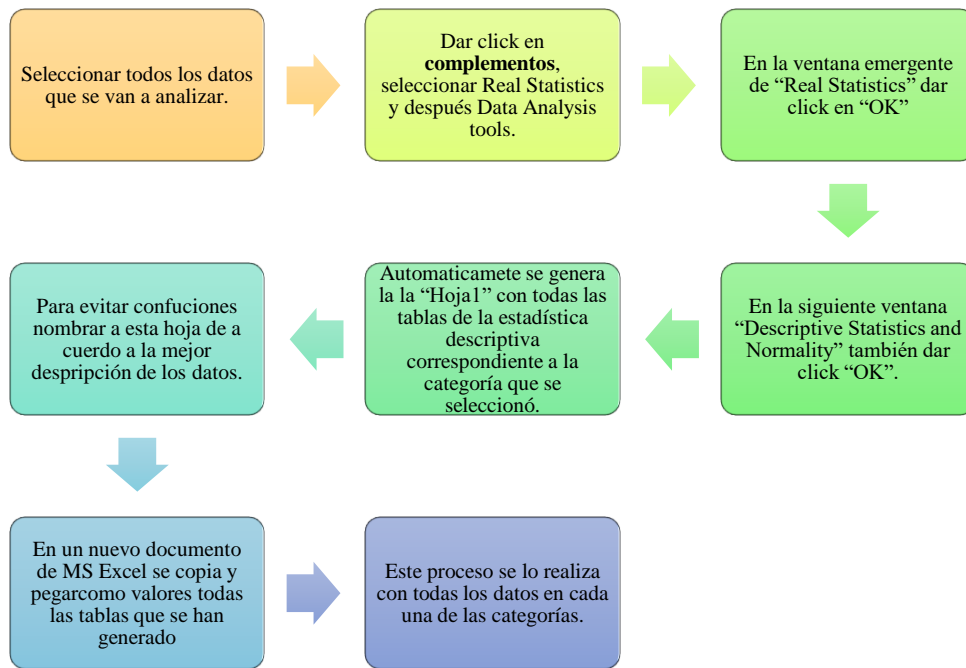 Seleccionar todos los datos
que se van a analizar.
Dar click en
complementos,
seleccionar Real Statistics
y después Data Analysis
tools.
En la ventana emergente
de “Real Statistics” dar
click en “OK”
En la siguiente ventana
“Descriptive Statistics and
Normality” también dar
click “OK”.
Automaticamete se genera
la la “Hoja1” con todas las
tablas de la estadística
descriptiva
correspondiente a la
categoría que se
seleccionó.
Para evitar confuciones
nombrar a esta hoja de a
cuerdo a la mejor
despripción de los datos.
En un nuevo documento
de MS Excel se copia y
pegarcomo valores todas
las tablas que se han
generado
Este proceso se lo realiza
con todas los datos en cada
una de las categorías.